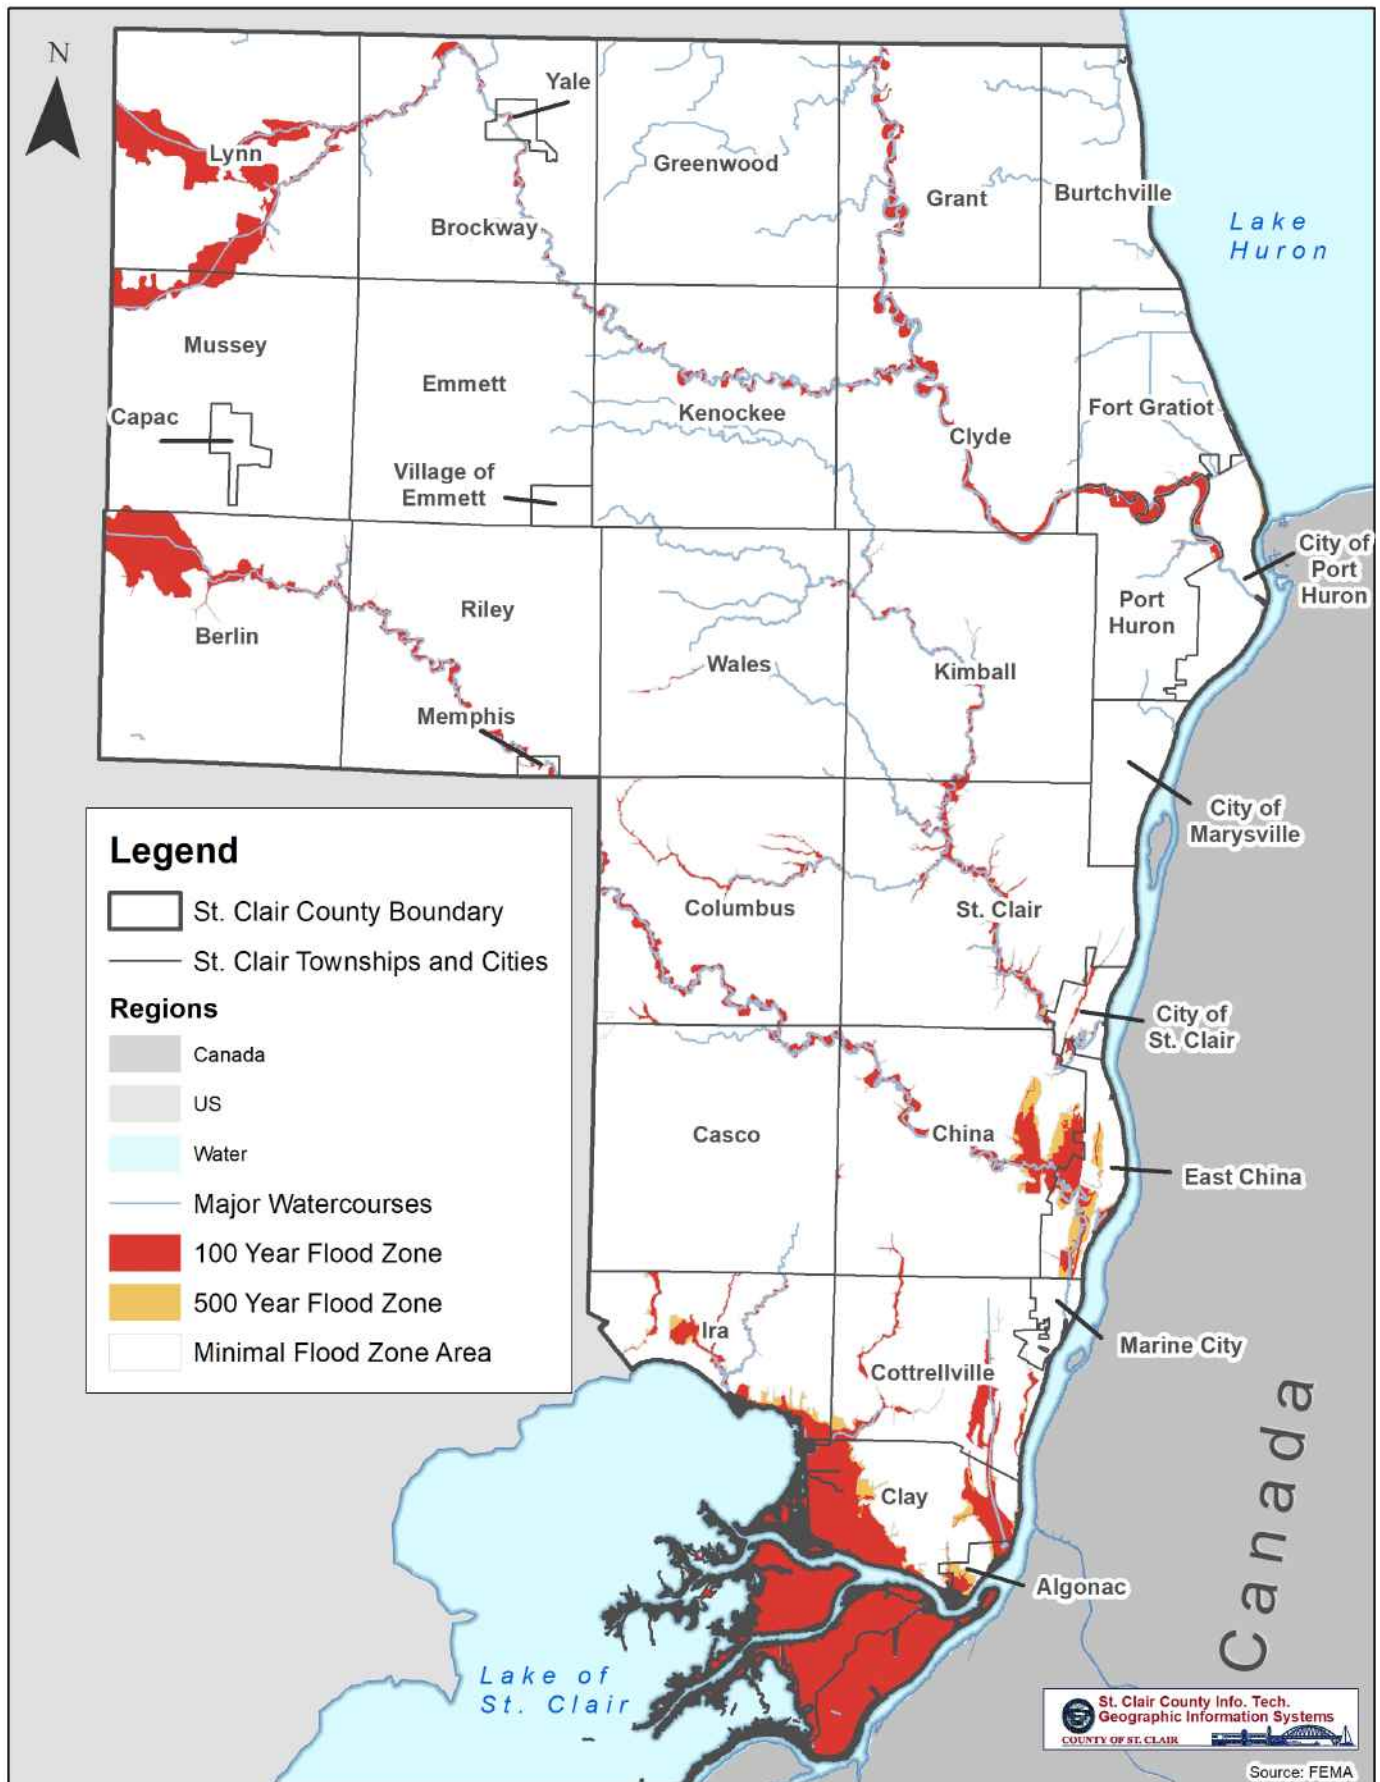 N
Yale
Lynn
Greenwood
Grant
Burtchville
Lake
Huron
Brockway
Mussey
Emmett
Capac
Kenockee
Fort Gratiot
Clyde
Village of
Emmett
City of
Port
Huron
Port
Huron
Riley
Berlin
Wales
Kimball
Memphis
City of
Marysville
Columbus
St. Clair
City of
St. Clair
Casco
China
East China
Ira
Marine City
Cottrellville
Clay
Algonac
Canada
Lake of
St. Clair
Legend
St. Clair County Boundary
St. Clair Townships and Cities
Regions
Canada
US
Water
Major Watercourses
100 Year Flood Zone
500 Year Flood Zone
Minimal Flood Zone Area
St. Clair County Info. Tech.
Geographic Information Systems
COUNTY OF ST. CLAIR
Source: FEMA